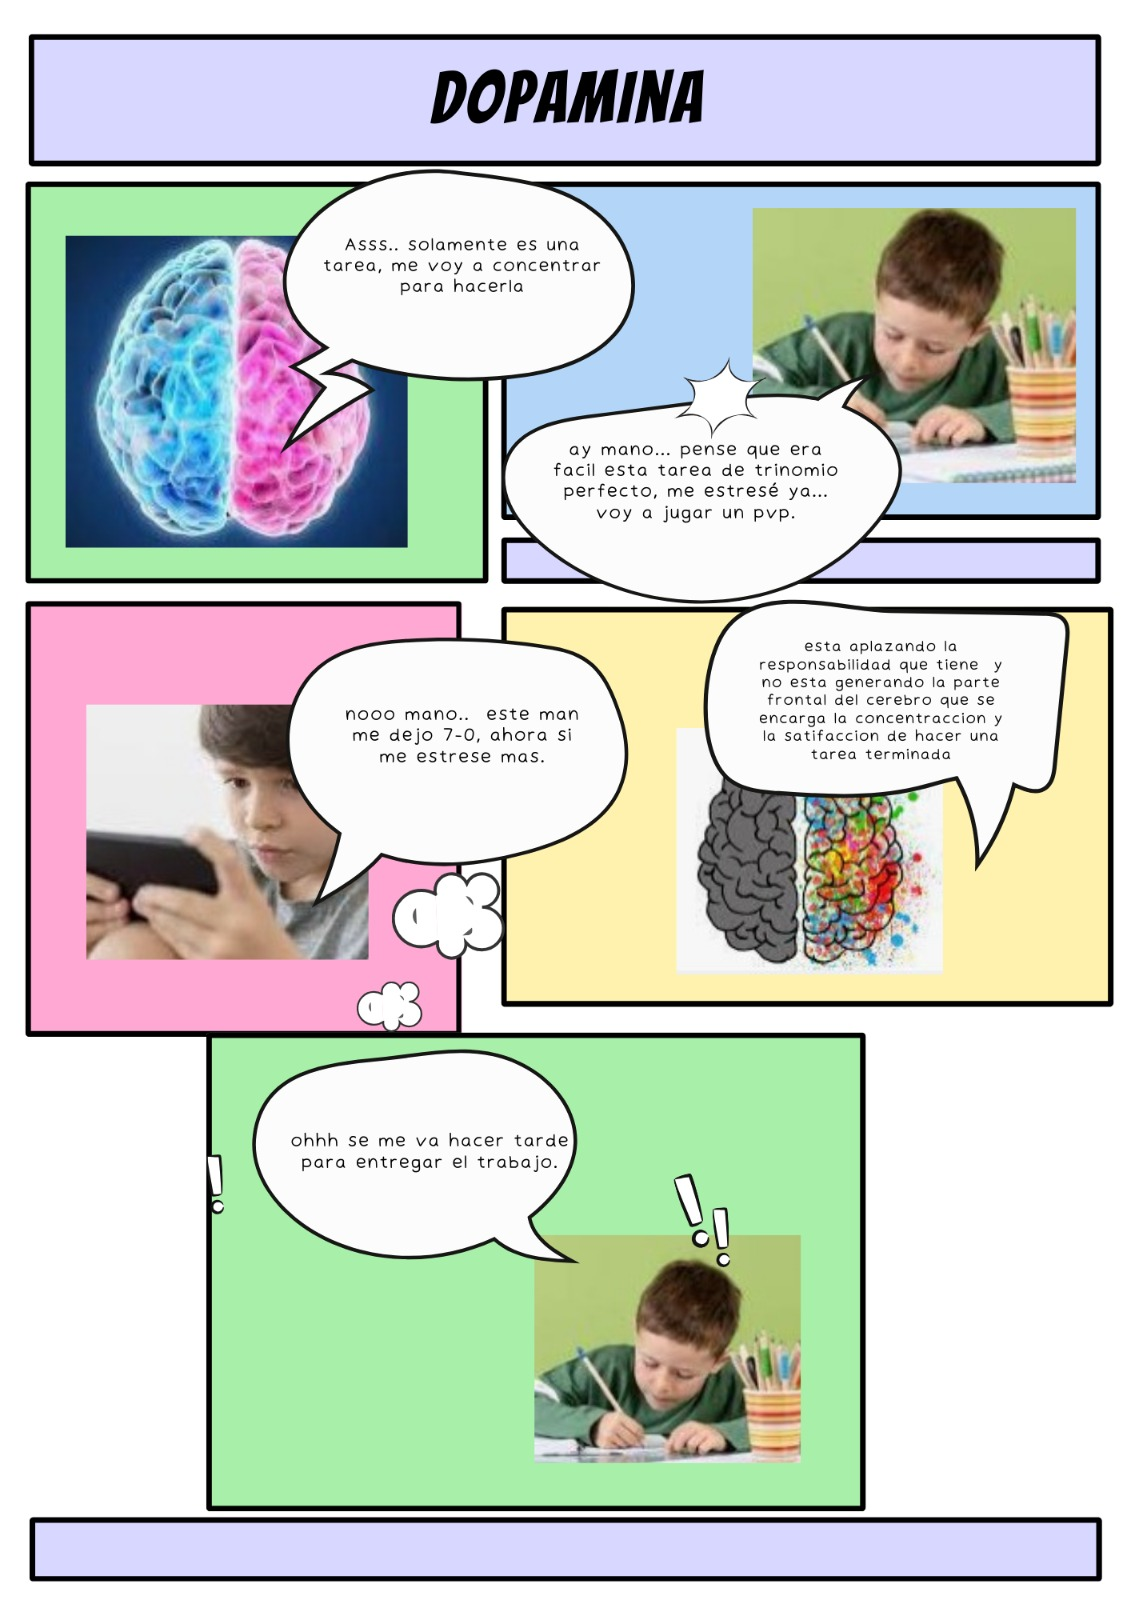 DOPAMINA
Asss.. solamente es una
tarea, me voy a concentrar
para hacerla
ay mano... pense que era
facil esta tarea de trinomio
perfecto, me estresé ya...
voy a jugar un pvp.
nooo mano.. este man
me dejo 7-0, ahora si
me estrese mas.
esta aplazando la
responsabilidad que tiene y
no esta generando la parte
frontal del cerebro que se
encarga la concentraccion y
la satifaccion de hacer una
tarea terminada
ohhh se me va hacer tarde
para entregar el trabajo.
! !
!